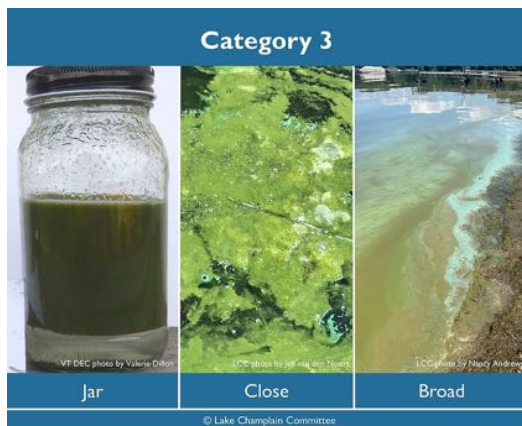 Category 3
VT DEC photo by Valerie Dillon
LCC photo by Jeff van den Noort
LCC photo by Nancy Andrews
Jar
Close
Broad
© Lake Champlain Committee